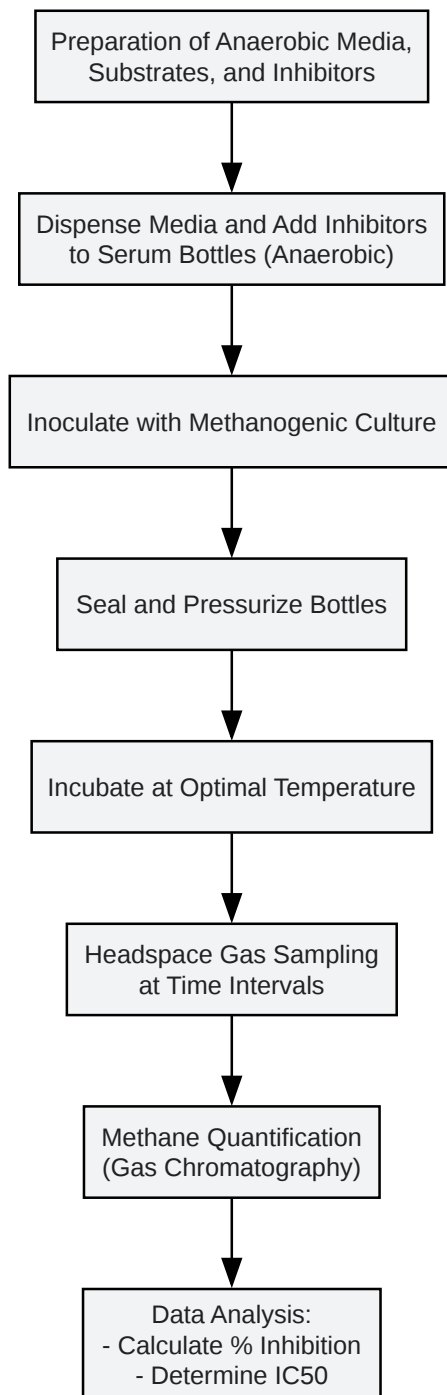 Preparation of Anaerobic Media,
Substrates, and Inhibitors
Dispense Media and Add Inhibitors
to Serum Bottles (Anaerobic)
Inoculate with Methanogenic Culture
Seal and Pressurize Bottles
Incubate at Optimal Temperature
Headspace Gas Sampling
at Time Intervals
Methane Quantification
(Gas Chromatography)
Data Analysis:
- Calculate % Inhibition
- Determine IC50